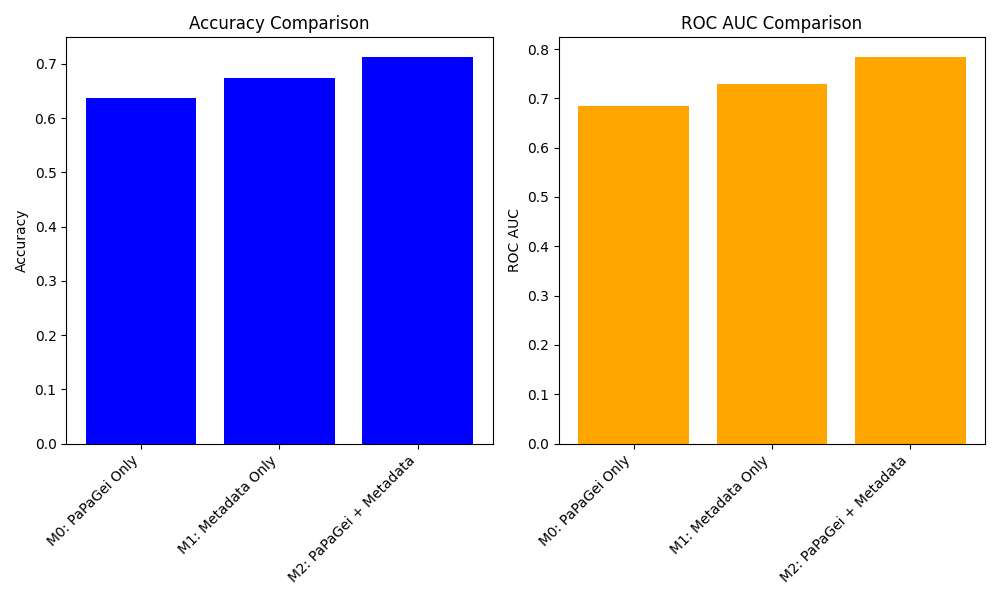 Accuracy Comparison
Accuracy
0.7
0.6
0.5
0.4
0.3
0.2
0.1
0.0
M0: PaPaGei Only
M1: Metadata Only
M2: PaPaGei + Metadata
ROC AUC Comparison
ROC AUC
0.8
0.7
0.6
0.5
0.4
0.3
0.2
0.1
0.0
M0: PaPaGei Only
M1: Metadata Only
M2: PaPaGei + Metadata